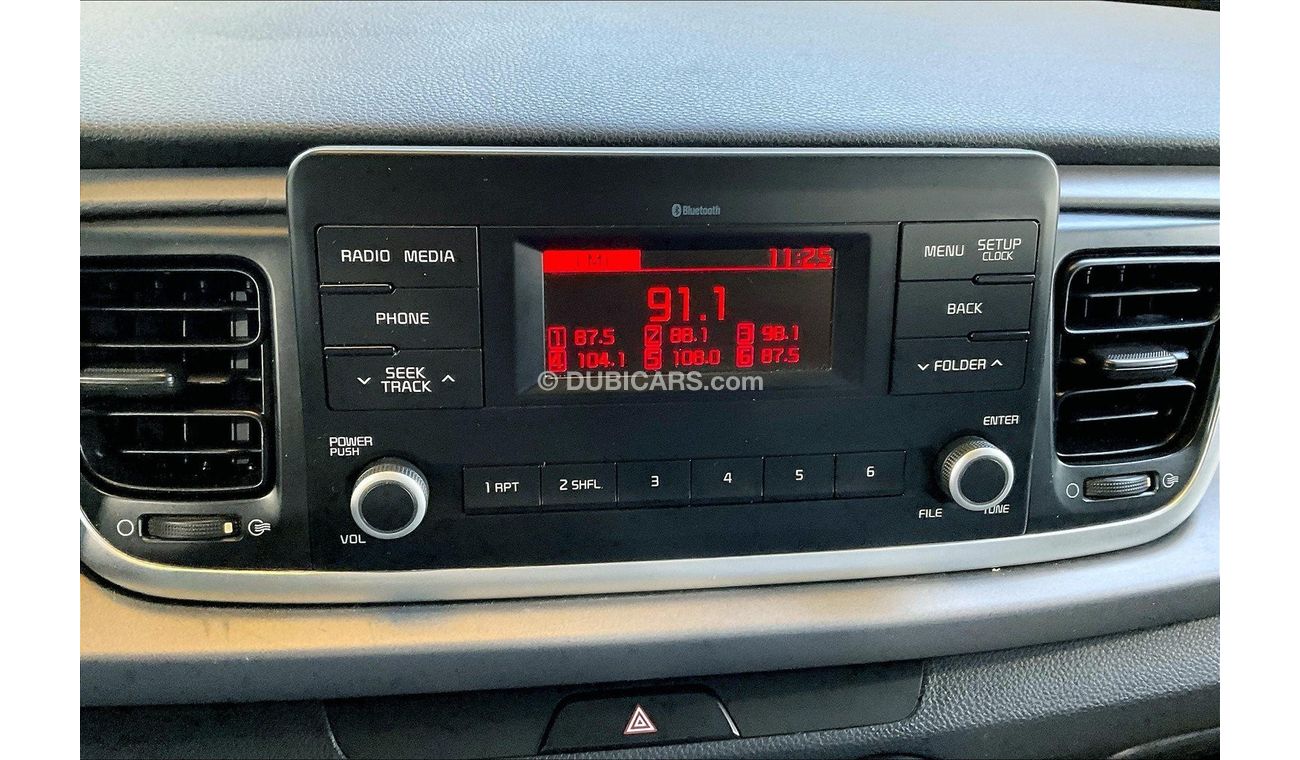 Bluetooth
RADIO MEDIA
PHONE
SEEK
TRACK
POWER
PUSH
VOL
11:25
91.1
1 87.5 2 88.1 3 98.1
4 104.1 5 108.0 6 87.5
© DUBICARS.com
MENU SETUP
CLOCK
BACK
FOLDER
ENTER
1 RPT 2 SHFL 3 4 5 6
FILE TUNE